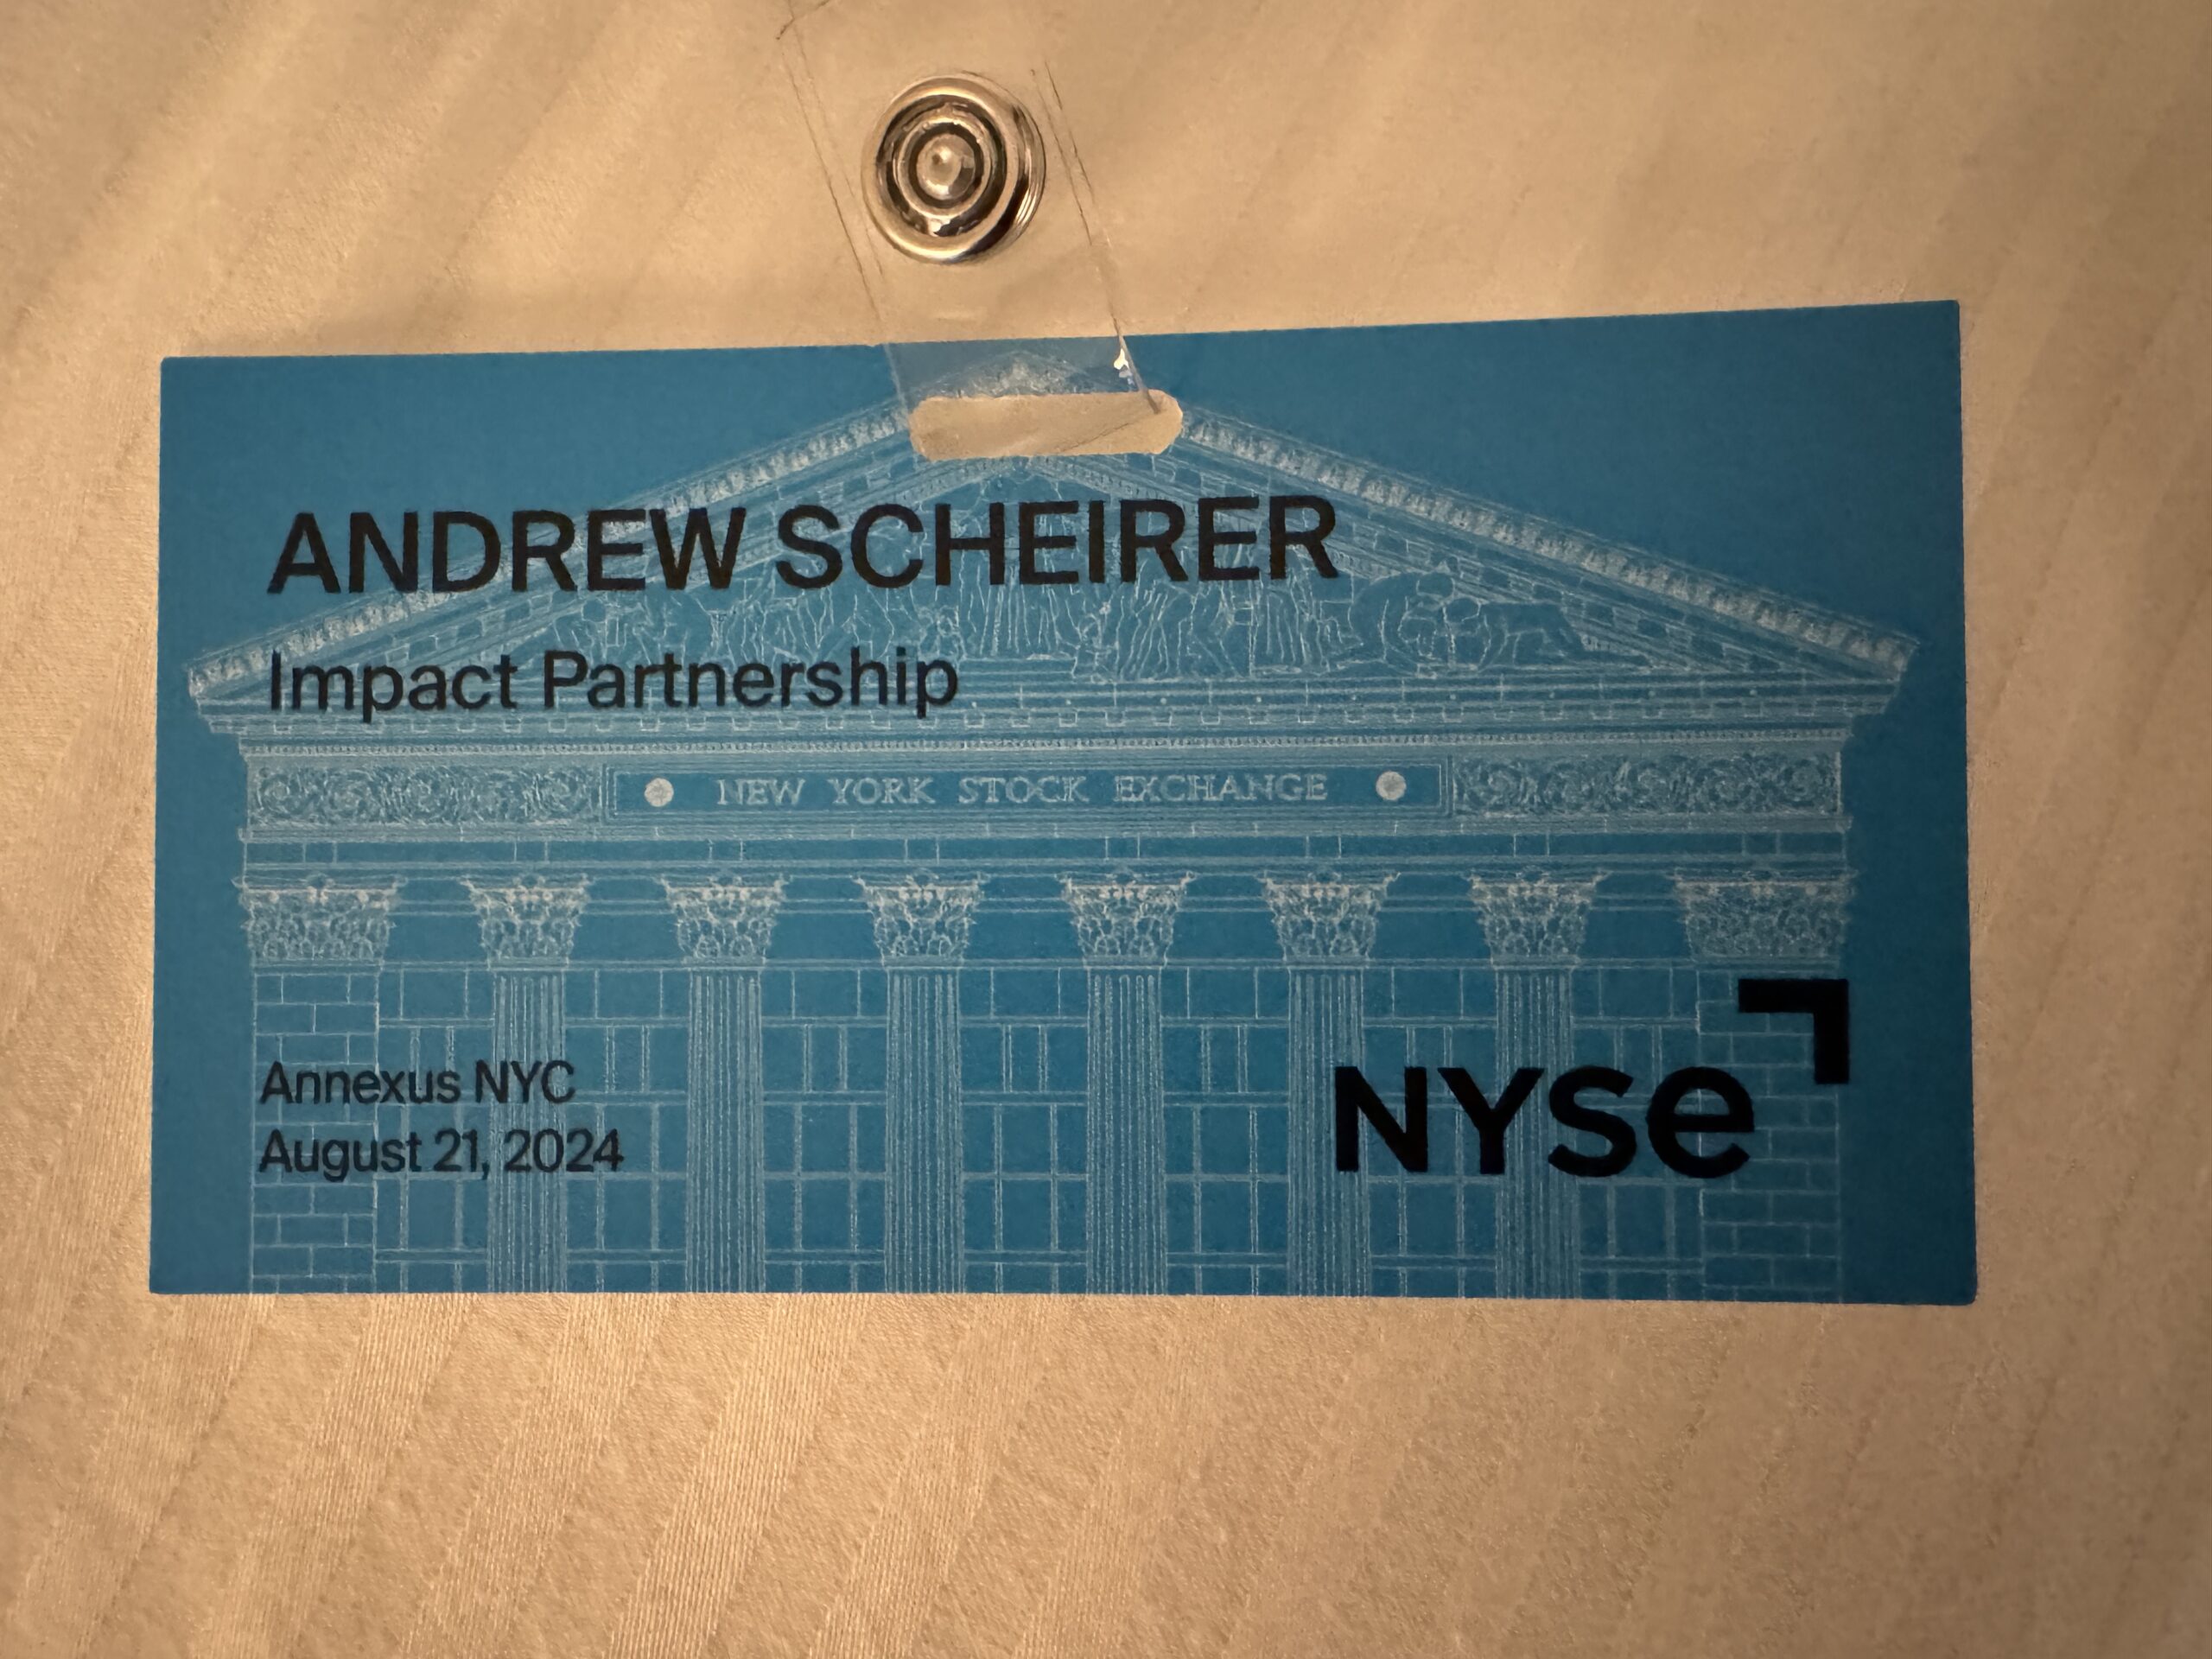 ANDREW SCHEIRER
Impact Partnership
NEW YORK STOCK EXCHANGE
Annexus NYC
August 21, 2024
NYSE